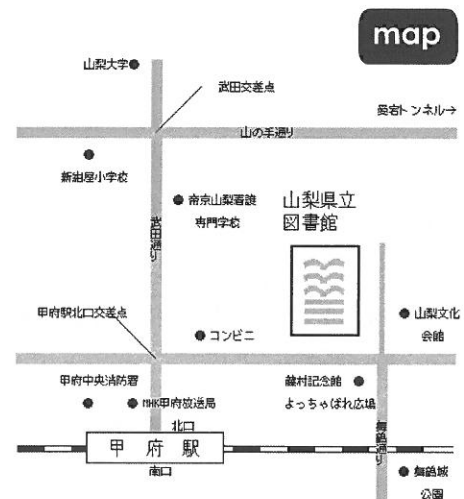 map
山梨大学
武田交差点
愛宕トンネル→
山の手通り
新紺屋小学校
帝京山梨看護
専門学校
山梨県立
図書館
武田通り
甲府駅北口交差点
コンビニ
山梨文化
会館
甲府中央消防署
藤村記念館
NHK甲府放送局
よっちゃばれ広場
北口
甲府駅
南口
舞鶴通り
舞鶴城
公園